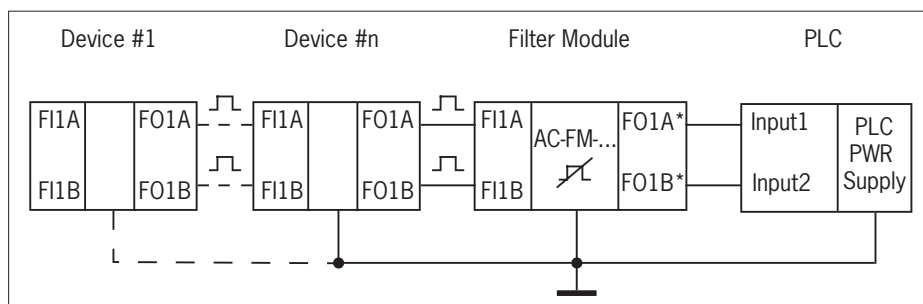 Device #1 Device #n Filter Module PLC
FI1A FO1A FI1A FO1A FI1A AC-FM-... FO1A* Input1 PLC
PWR
FI1B FO1B FI1B FO1B FI1B FO1B* Input2 Supply